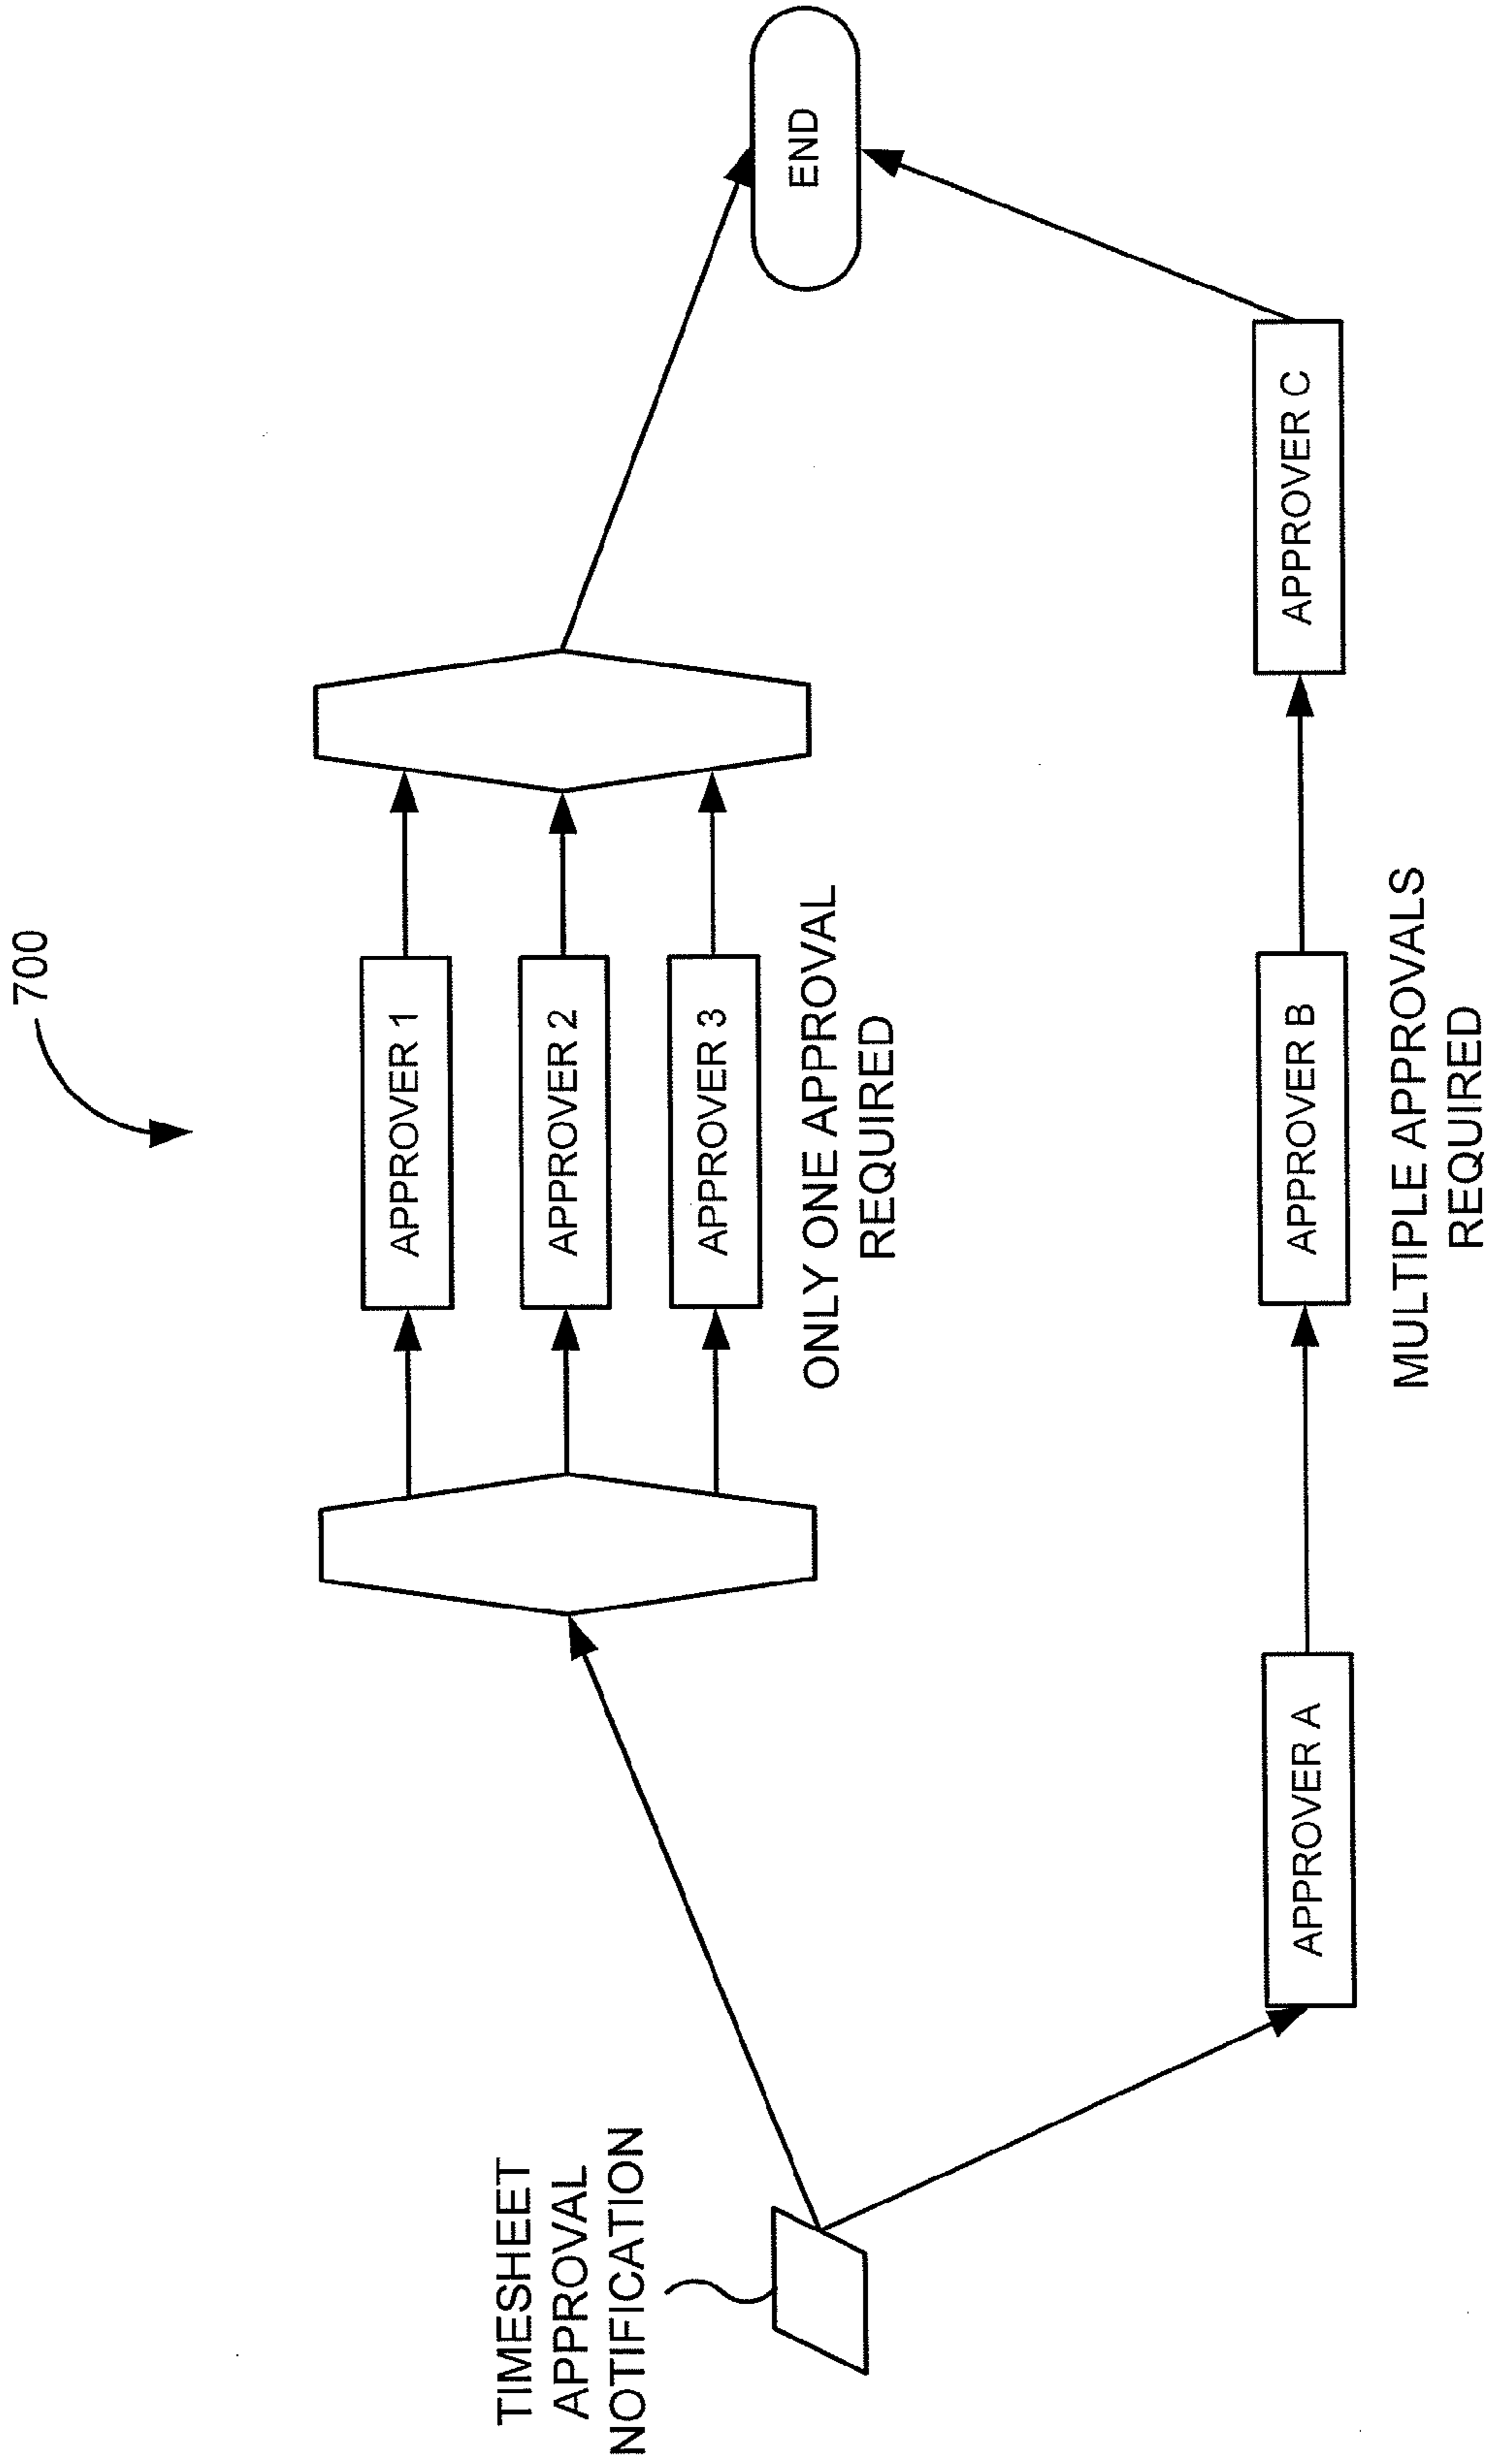 700
TIMESHEET
APPROVAL
NOTIFICATION
APPROVER 1
APPROVER 2
APPROVER 3
ONLY ONE APPROVAL
REQUIRED
END
APPROVER A
APPROVER B
APPROVER C
MULTIPLE APPROVALS
REQUIRED